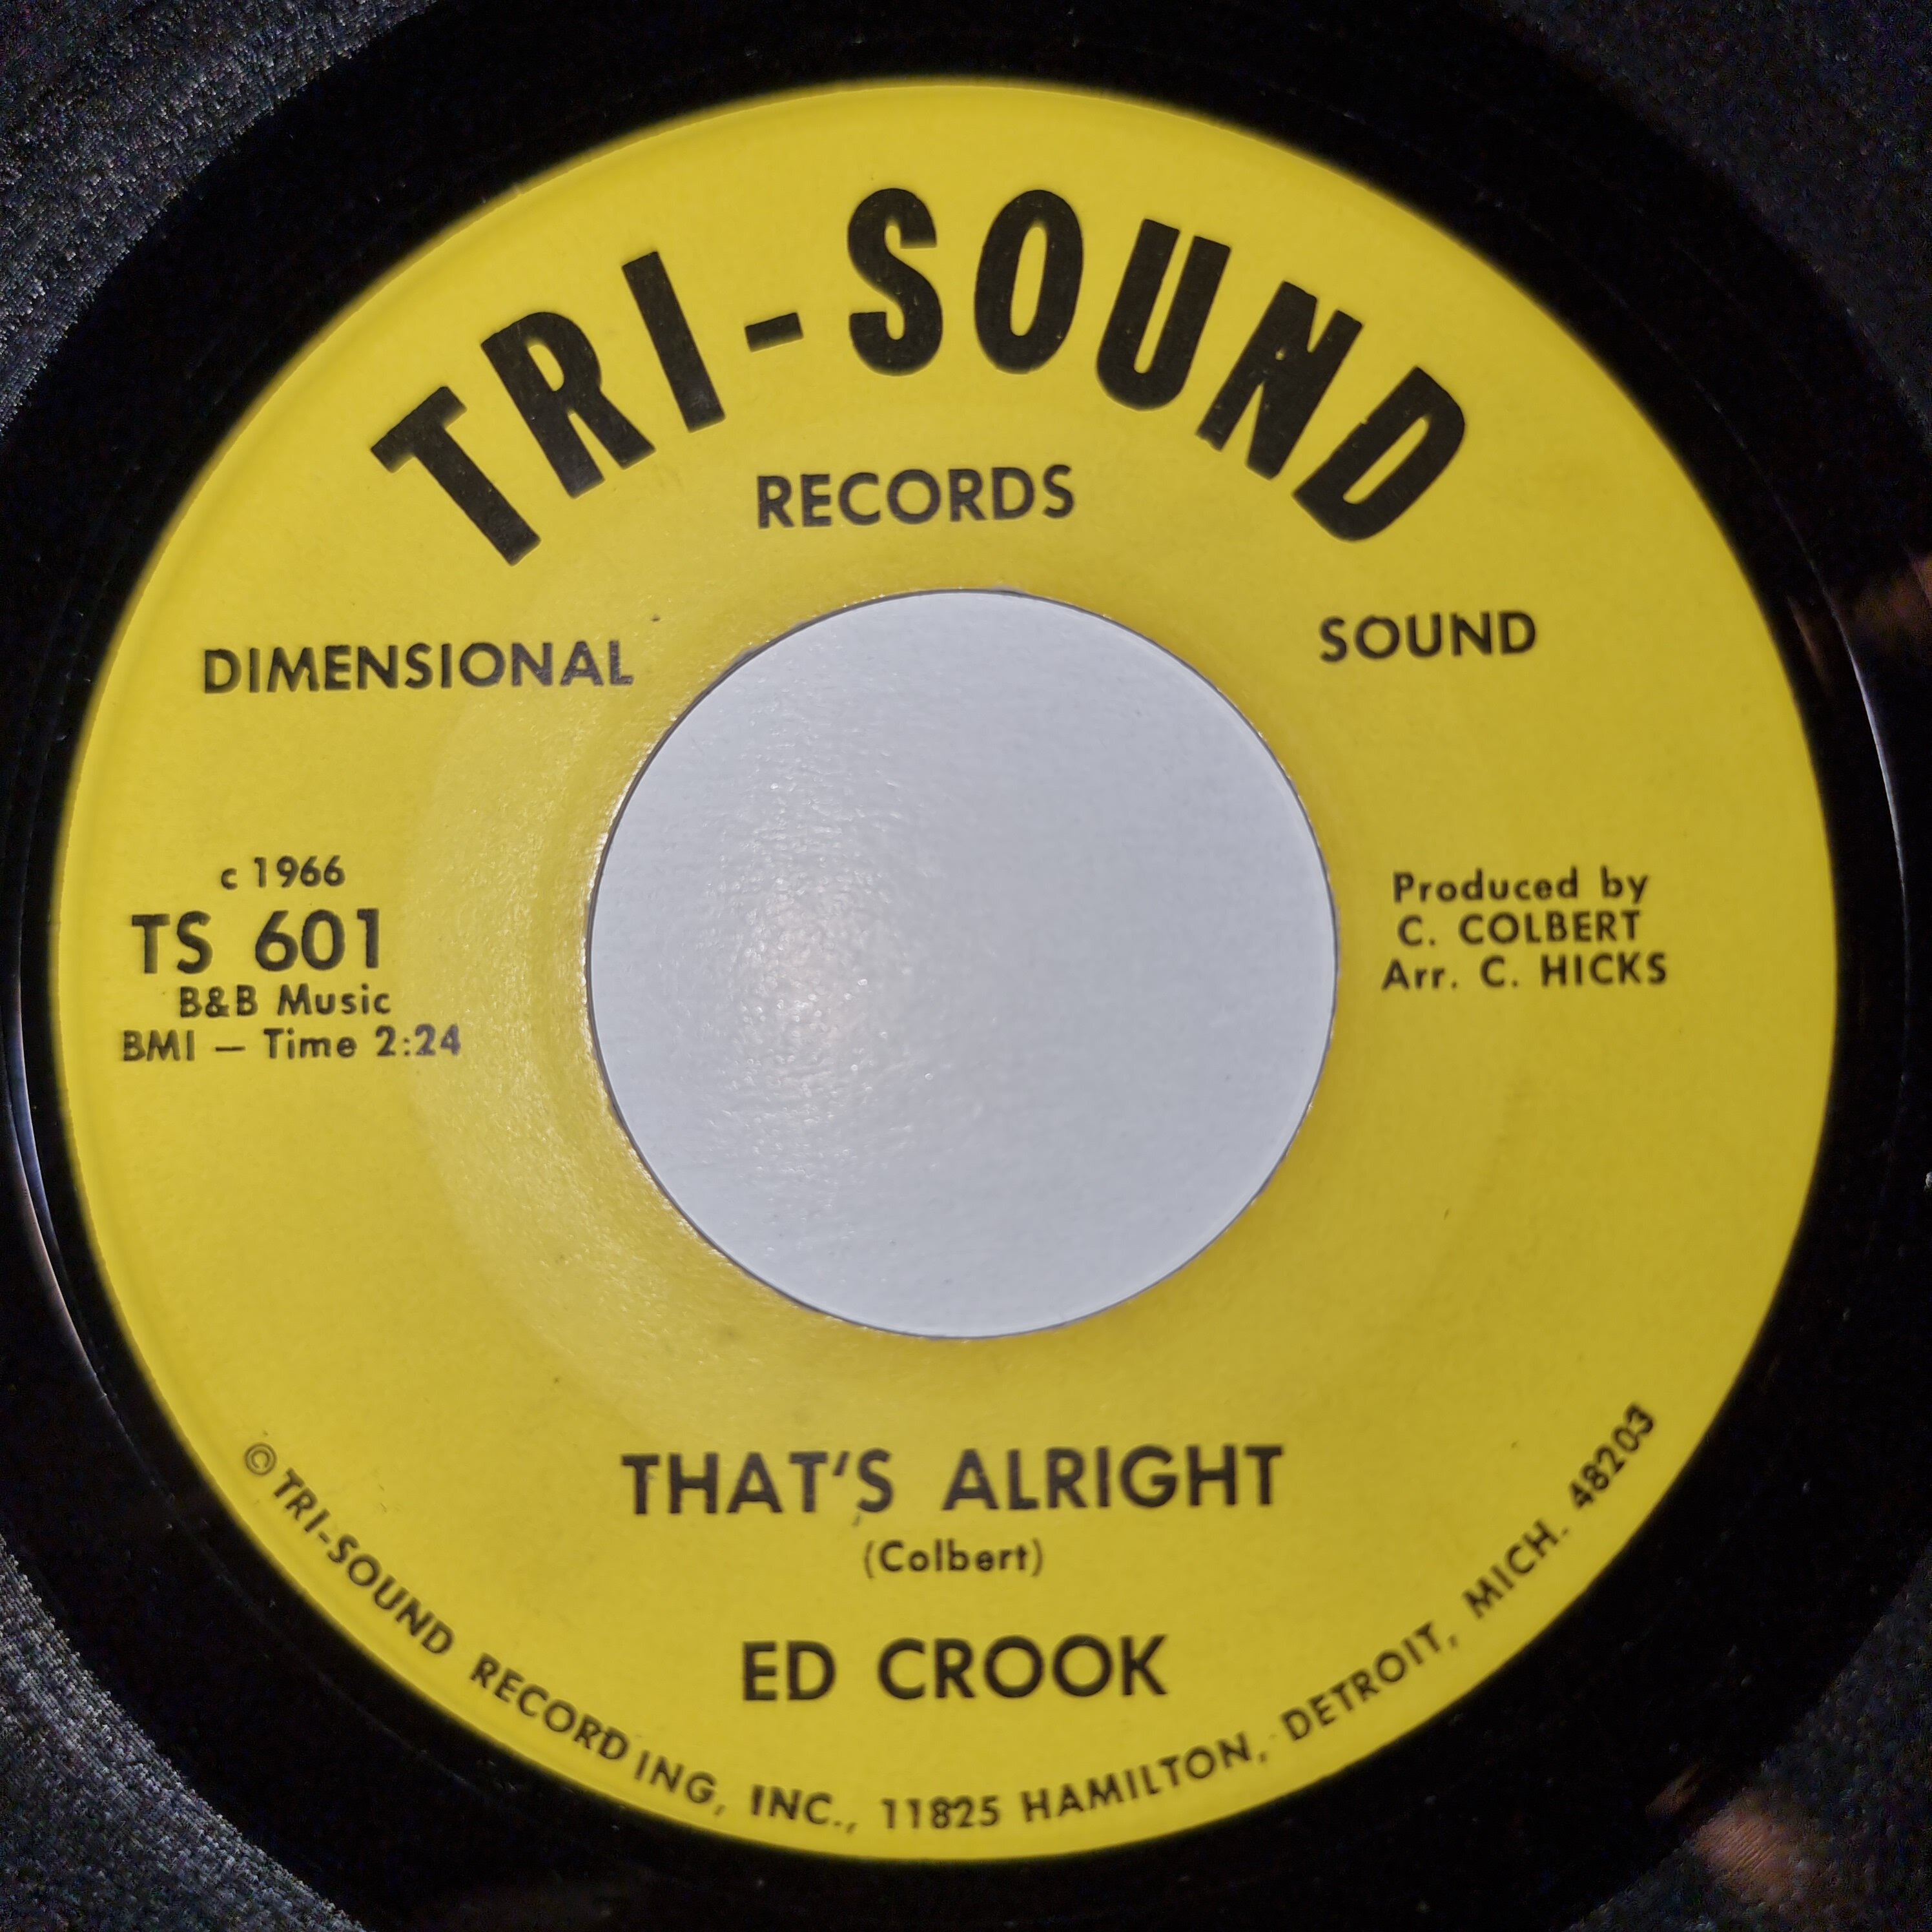 TRI-SOUND
RECORDS
DIMENSIONAL SOUND
c 1966
TS 601
B&B Music
BMI — Time 2:24
Produced by
C. COLBERT
Arr. C. HICKS
THAT'S ALRIGHT
(Colbert)
ED CROOK
© TRI-SOUND RECORDING, INC., 11825 HAMILTON, DETROIT, MICH. 48203